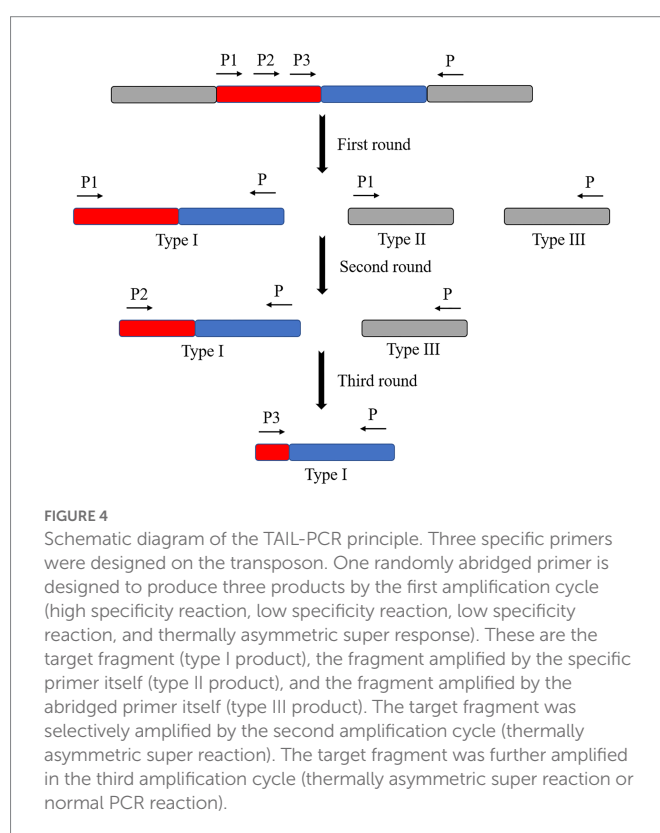 P1 P2 P3 P
First round
P1 P P1 P
Type I Type II Type III
Second round
P2 P P
Type I Type III
Third round
P3 P
Type I
FIGURE 4
Schematic diagram of the TAIL-PCR principle. Three specific primers
were designed on the transposon. One randomly abridged primer is
designed to produce three products by the first amplification cycle
(high specificity reaction, low specificity reaction, low specificity
reaction, and thermally asymmetric super response). These are the
target fragment (type I product), the fragment amplified by the specific
primer itself (type II product), and the fragment amplified by the
abridged primer itself (type III product). The target fragment was
selectively amplified by the second amplification cycle (thermally
asymmetric super reaction). The target fragment was further amplified
in the third amplification cycle (thermally asymmetric super reaction or
normal PCR reaction).